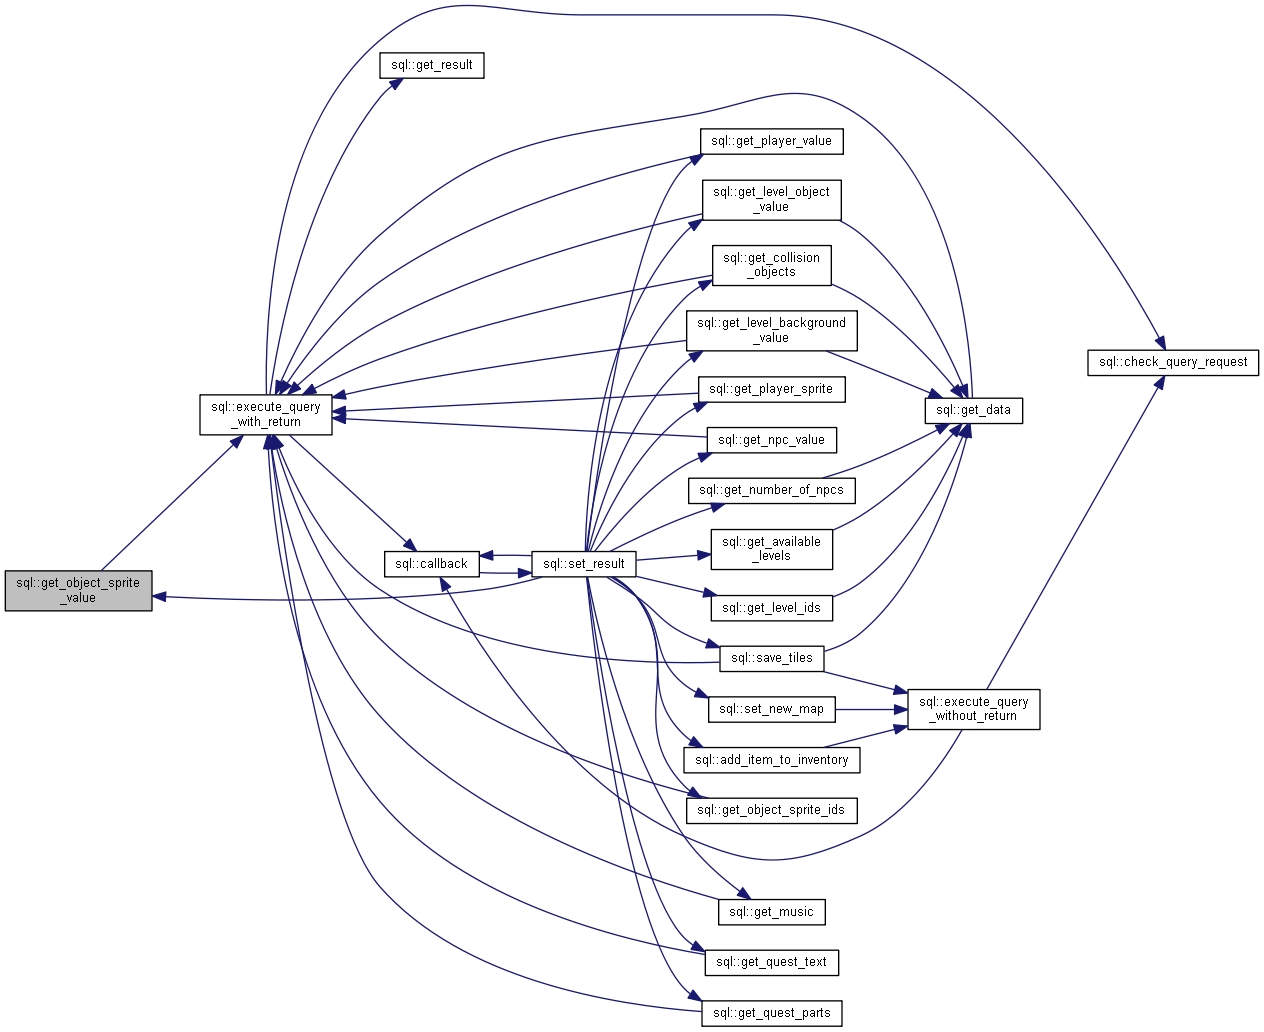 sql::get_result
sql::get_player_value
sql::get_level_object
_value
sql::get_collision
_objects
sql::get_level_background
_value
sql::check_query_request
sql::get_player_sprite
sql::execute_query
_with_return
sql::get_data
sql::get_npc_value
sql::get_number_of_npcs
sql::get_available
_levels
sql::callback
sql::set_result
sql::get_object_sprite
_value
sql::get_level_ids
sql::save_tiles
sql::set_new_map
sql::execute_query
_without_return
sql::add_item_to_inventory
sql::get_object_sprite_ids
sql::get_music
sql::get_quest_text
sql::get_quest_parts